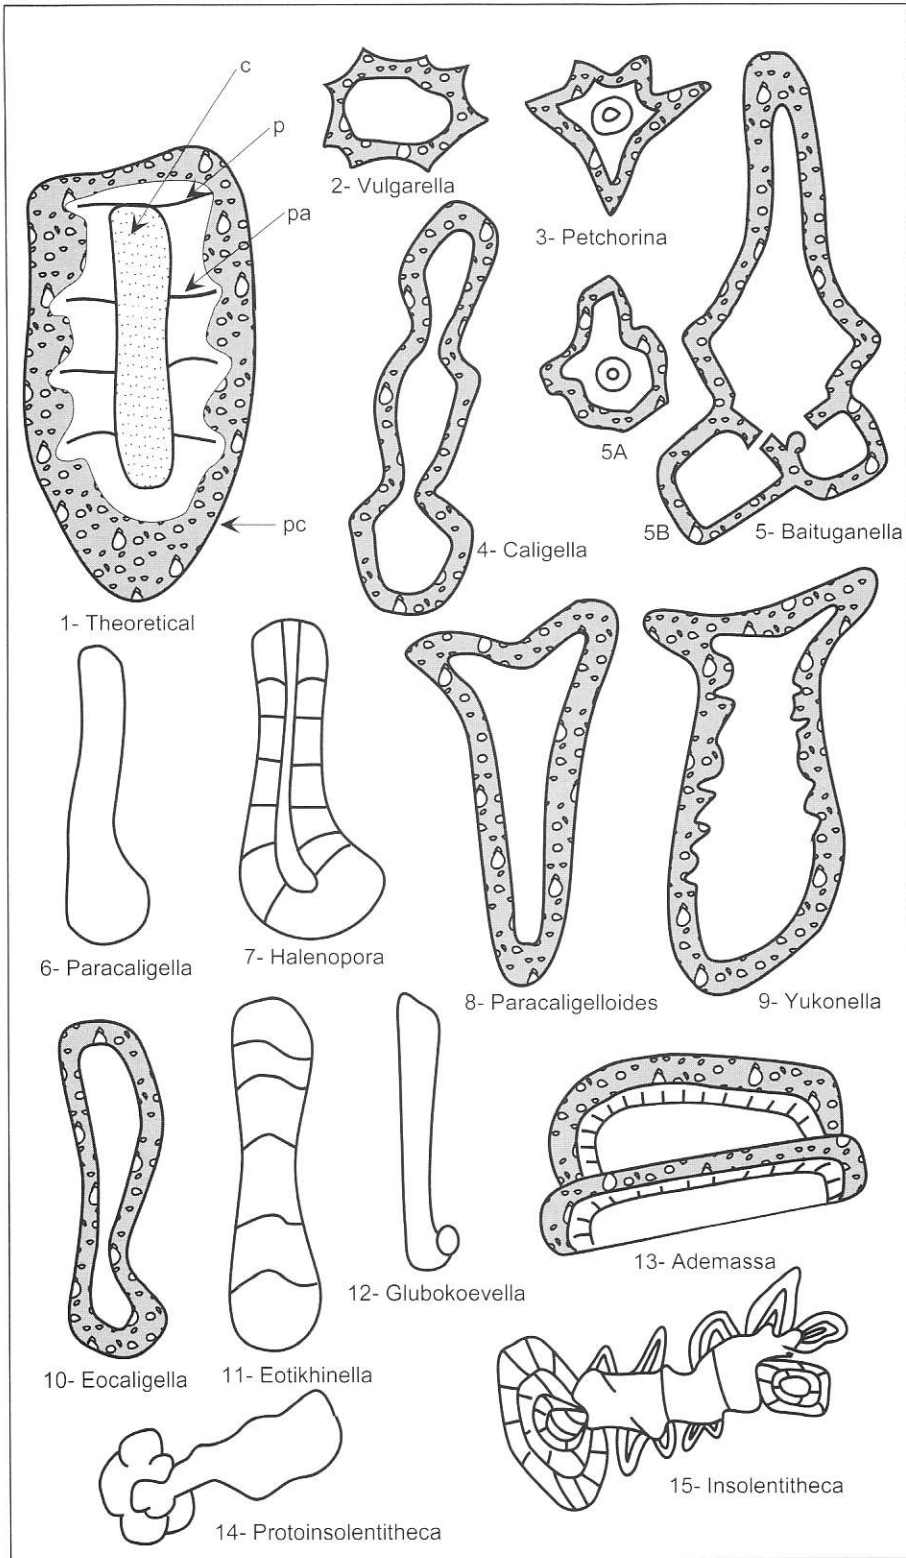 c
p
pa
pc
1- Theoretical
2- Vulgarella
3- Petchorina
4- Caligella
5A
5B
5- Baituganella
6- Paracaligella
7- Halenopora
8- Paracaligelloides
9- Yukonella
10- Eocaligella
11- Eotikhinella
12- Glubokoevella
13- Ademassa
14- Protoinsolentitheca
15- Insolentitheca